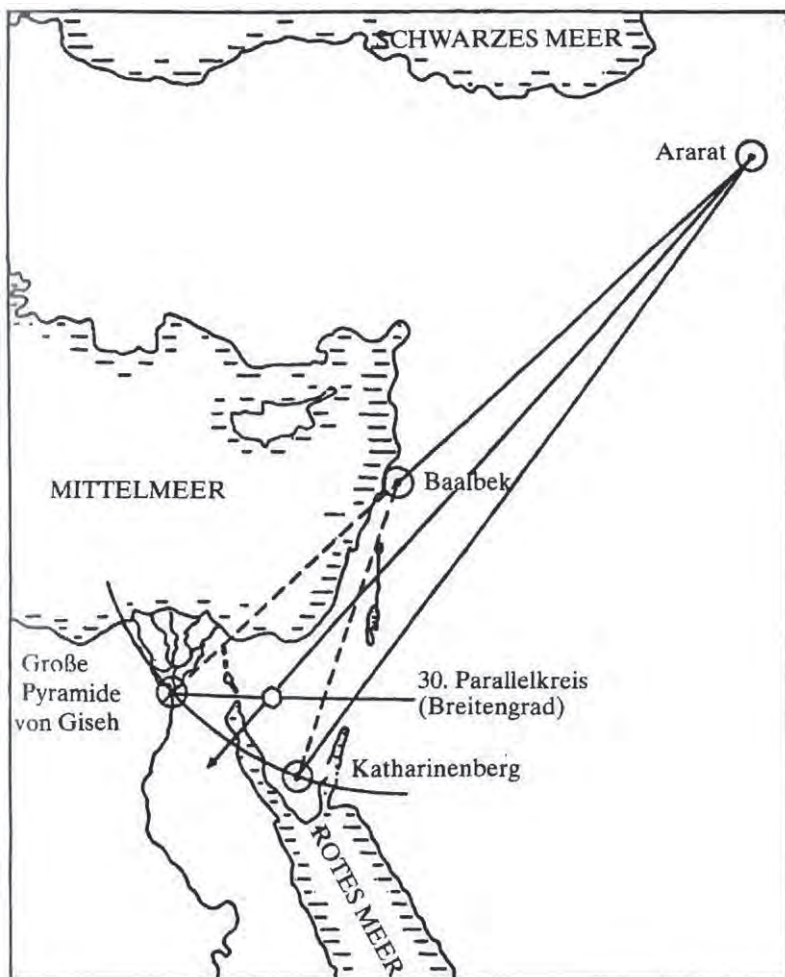 SCHWARZES MEER
Ararat
Baalbek
MITTELMEER
Große
Pyramide
von Giseh
30. Parallelkreis
(Breitengrad)
Katharinenberg
ROTES MEER